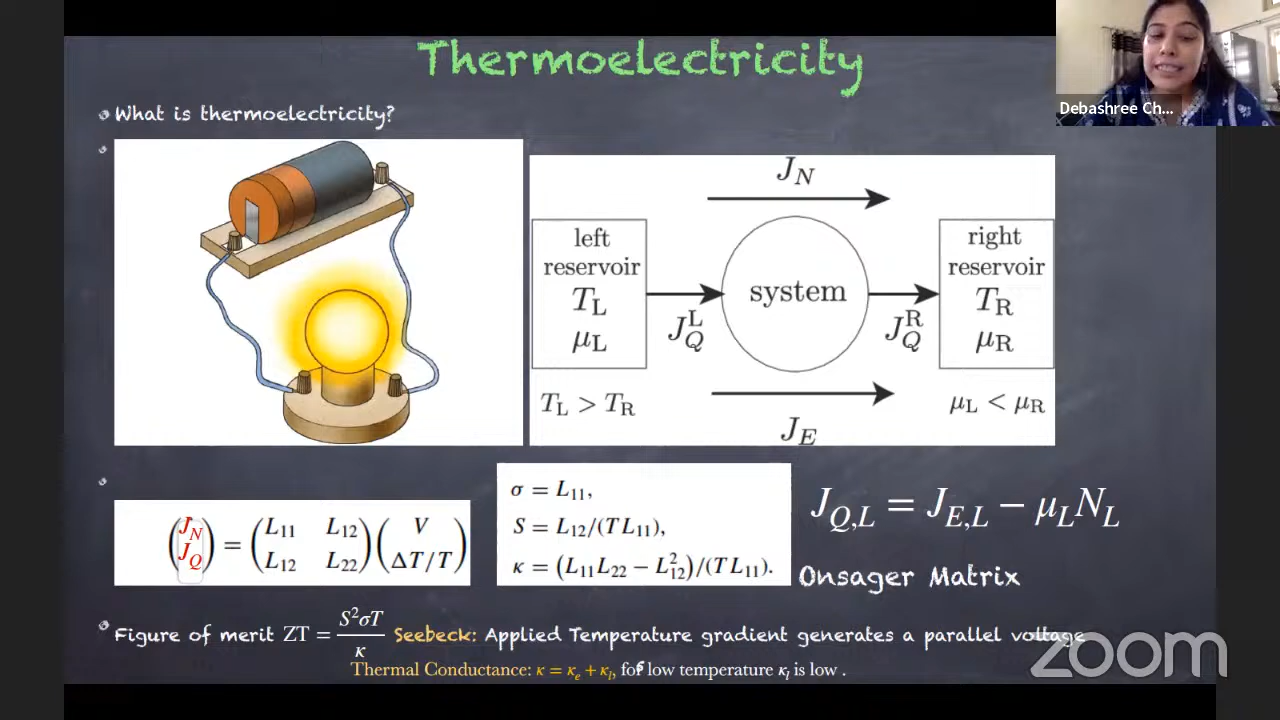 Thermoelectricity
Debashree Ch...
What is thermoelectricity?
J_N
left reservoir T_L μ_L
J_Q^L
system
J_Q^R
right reservoir T_R μ_R
T_L > T_R
μ_L < μ_R
J_E
(J_N J_Q) = (L_11 L_12 L_12 L_22) (V ΔT/T)
σ = L_11,
S = L_12/(T L_11),
κ = (L_11 L_22 − L_12^2)/(T L_11).
J_{Q,L} = J_{E,L} − μ_L N_L
Onsager Matrix
Figure of merit ZT = S²σT / κ Seebeck: Applied Temperature gradient generates a parallel voltage
Thermal Conductance: κ = κ_e + κ_l, for low temperature κ_l is low .
zoom